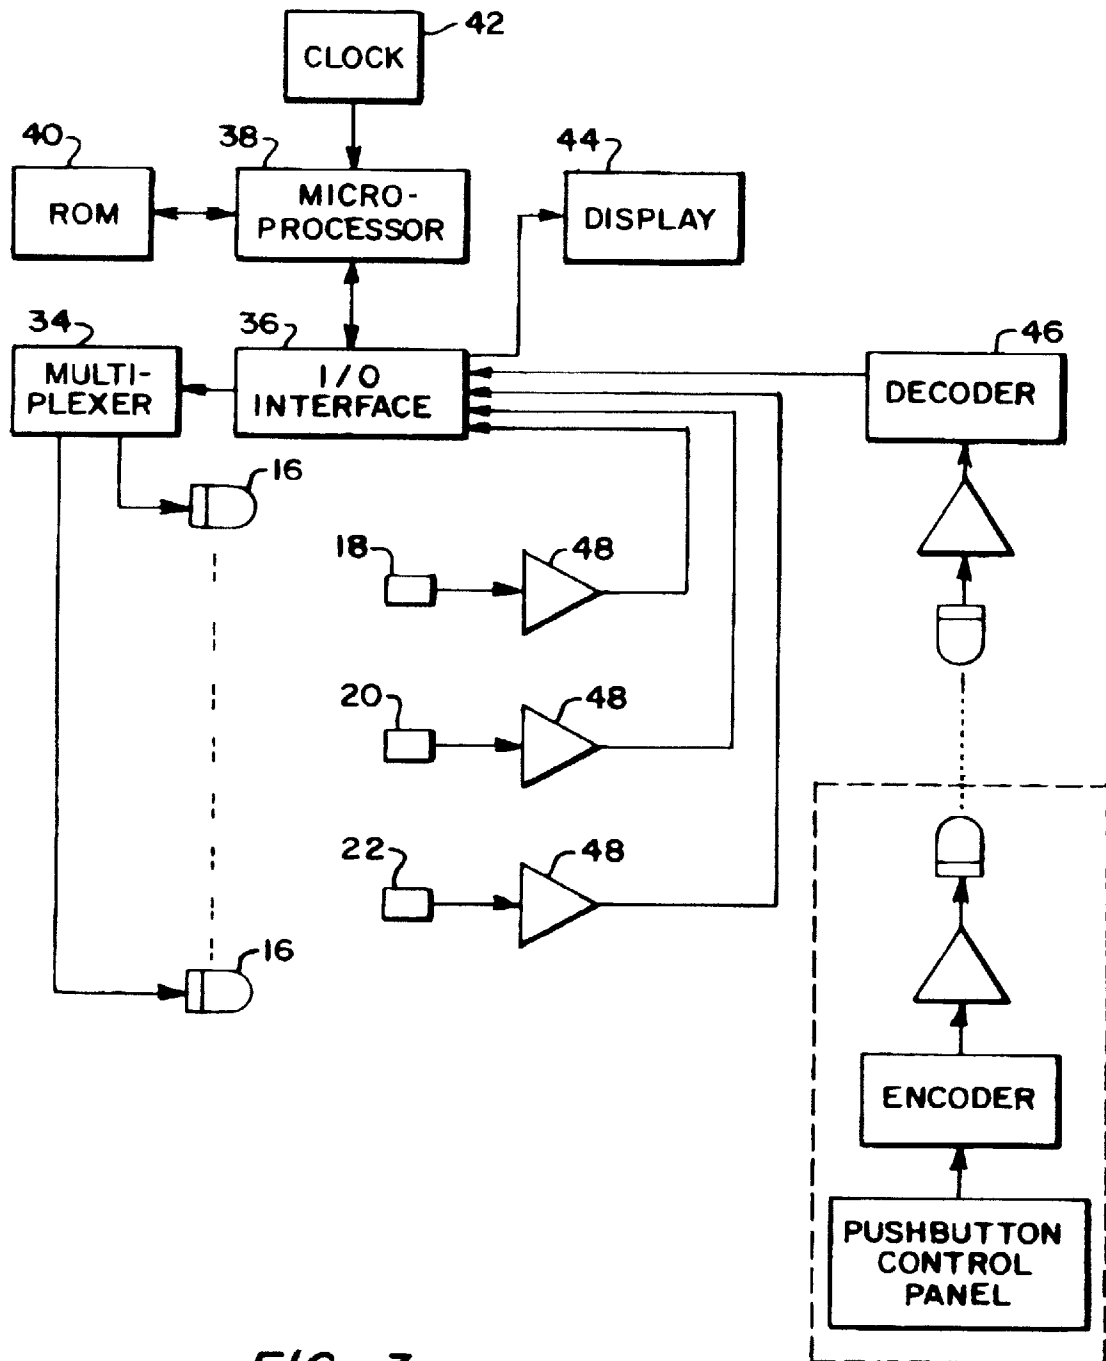 42
CLOCK
40
38
44
ROM
MICRO-
PROCESSOR
DISPLAY
34
36
46
MULTI-
PLEXER
I/O
INTERFACE
DECODER
16
18
48
20
48
22
48
16
ENCODER
PUSHBUTTON
CONTROL
PANEL